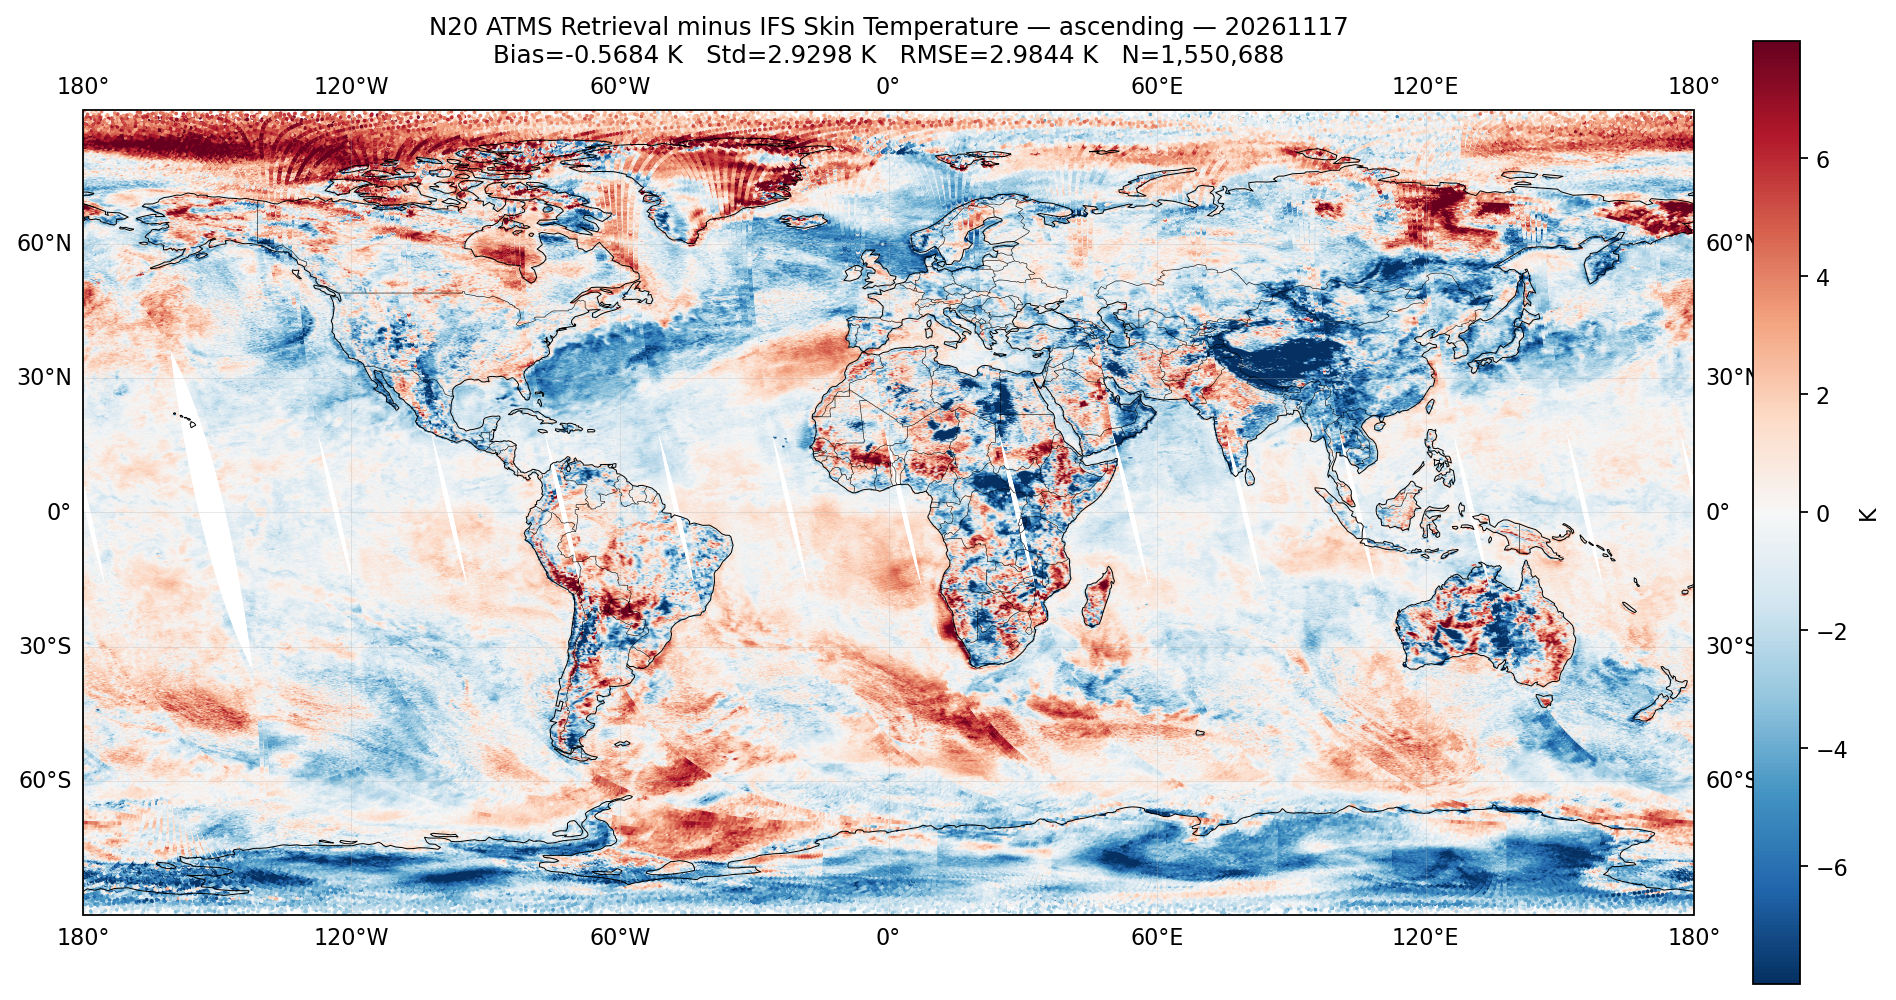 N20 ATMS Retrieval minus IFS Skin Temperature — ascending — 20261117
Bias=-0.5684 K   Std=2.9298 K   RMSE=2.9844 K   N=1,550,688
180° 120°W 60°W 0° 60°E 120°E 180°
60°N 60°N
30°N 30°N
0° 0°
30°S 30°S
60°S 60°S
180° 120°W 60°W 0° 60°E 120°E 180°
6
4
2
0
−2
−4
−6
K